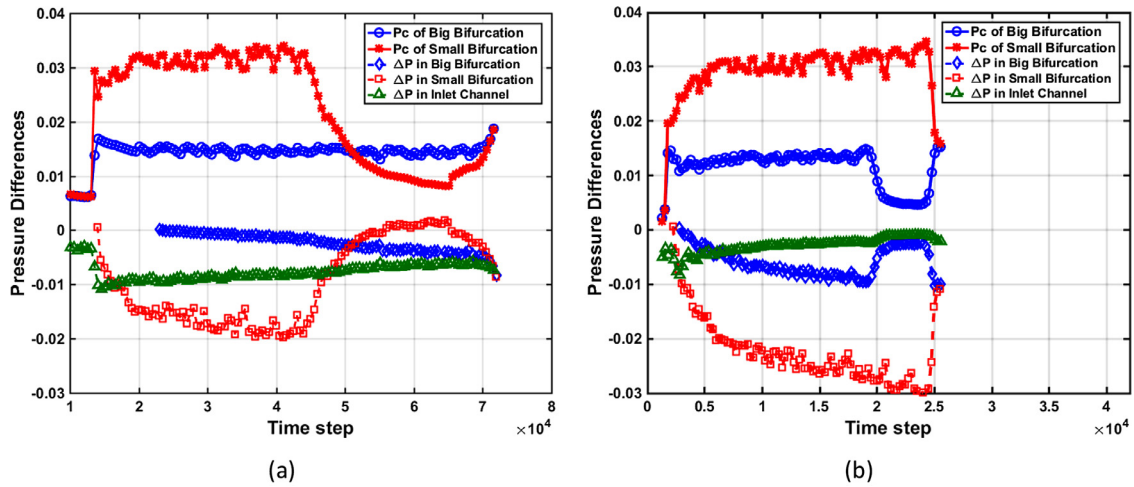 0.04
0.03
0.02
0.01
0
-0.01
-0.02
-0.03
Pressure Differences
Pc of Big Bifurcation
Pc of Small Bifurcation
ΔP in Big Bifurcation
ΔP in Small Bifurcation
ΔP in Inlet Channel
1 2 3 4 5 6 7 8
Time step
×10⁴
(a)
0.04
0.03
0.02
0.01
0
-0.01
-0.02
-0.03
Pressure Differences
Pc of Big Bifurcation
Pc of Small Bifurcation
ΔP in Big Bifurcation
ΔP in Small Bifurcation
ΔP in Inlet Channel
0 0.5 1 1.5 2 2.5 3 3.5 4
Time step
×10⁴
(b)